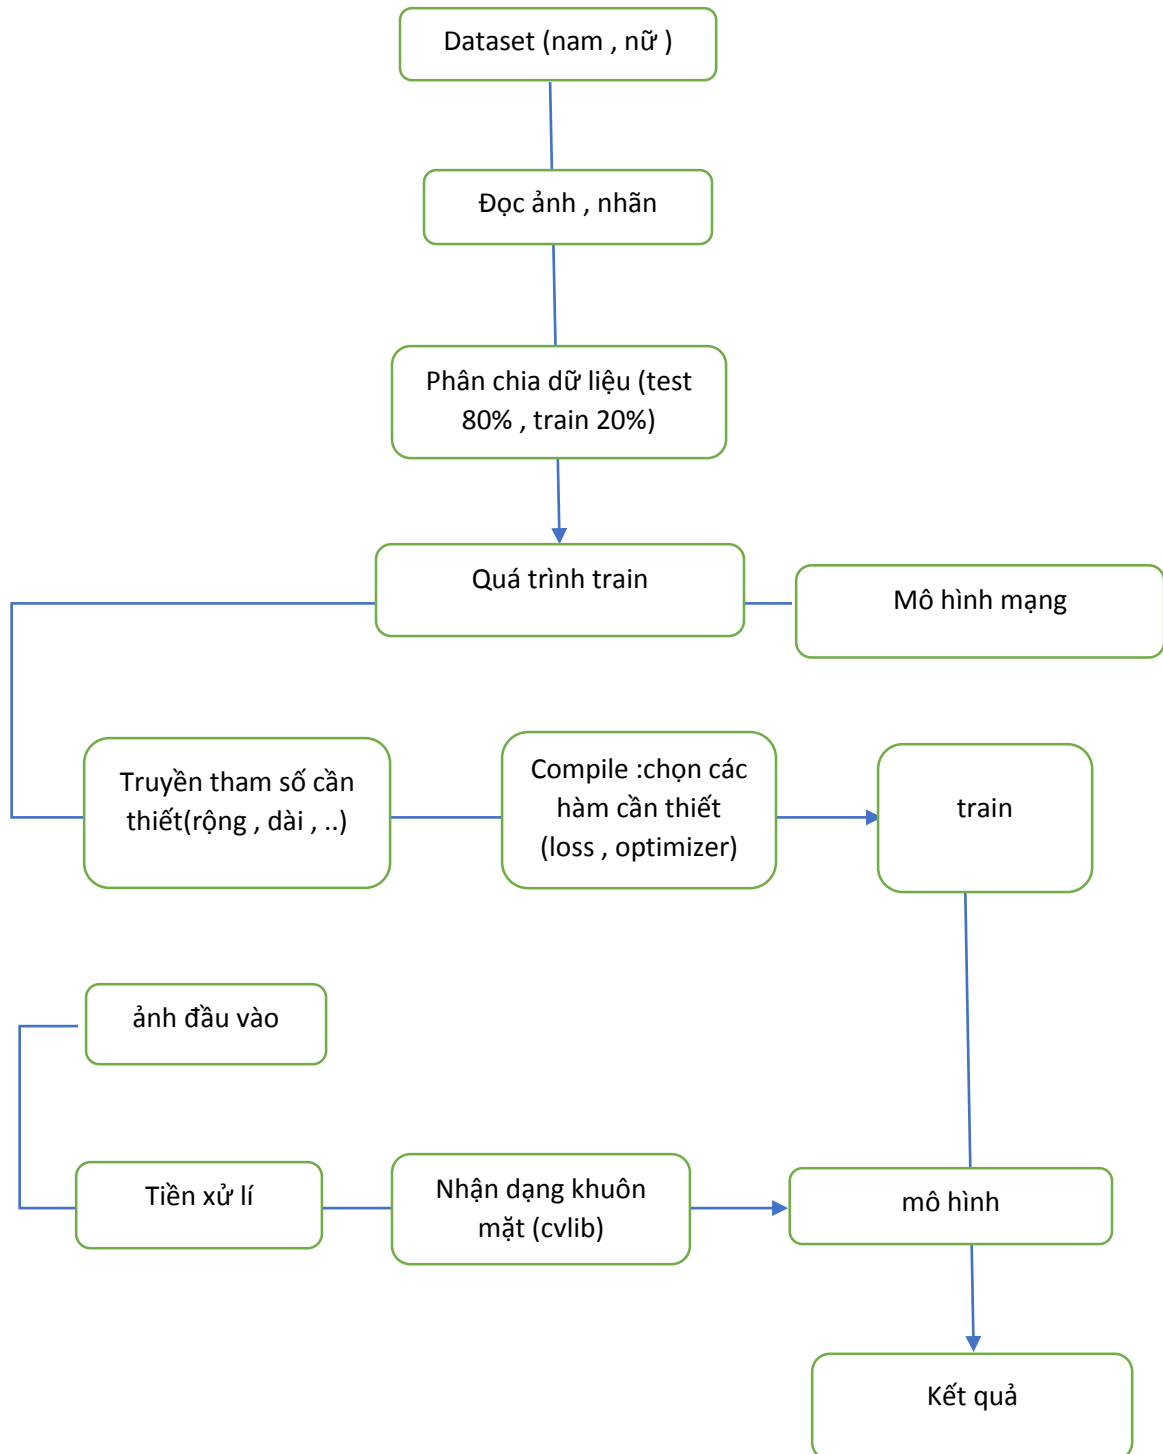 Dataset (nam , nữ )
Đọc ảnh , nhãn
Phân chia dữ liệu (test
80% , train 20%)
Quá trình train
Mô hình mạng
Truyền tham số cần
thiết(rộng , dài , ..)
Compile :chọn các
hàm cần thiết
(loss , optimizer)
train
ảnh đầu vào
Tiền xử lí
Nhận dạng khuôn
mặt (cvlib)
mô hình
Kết quả